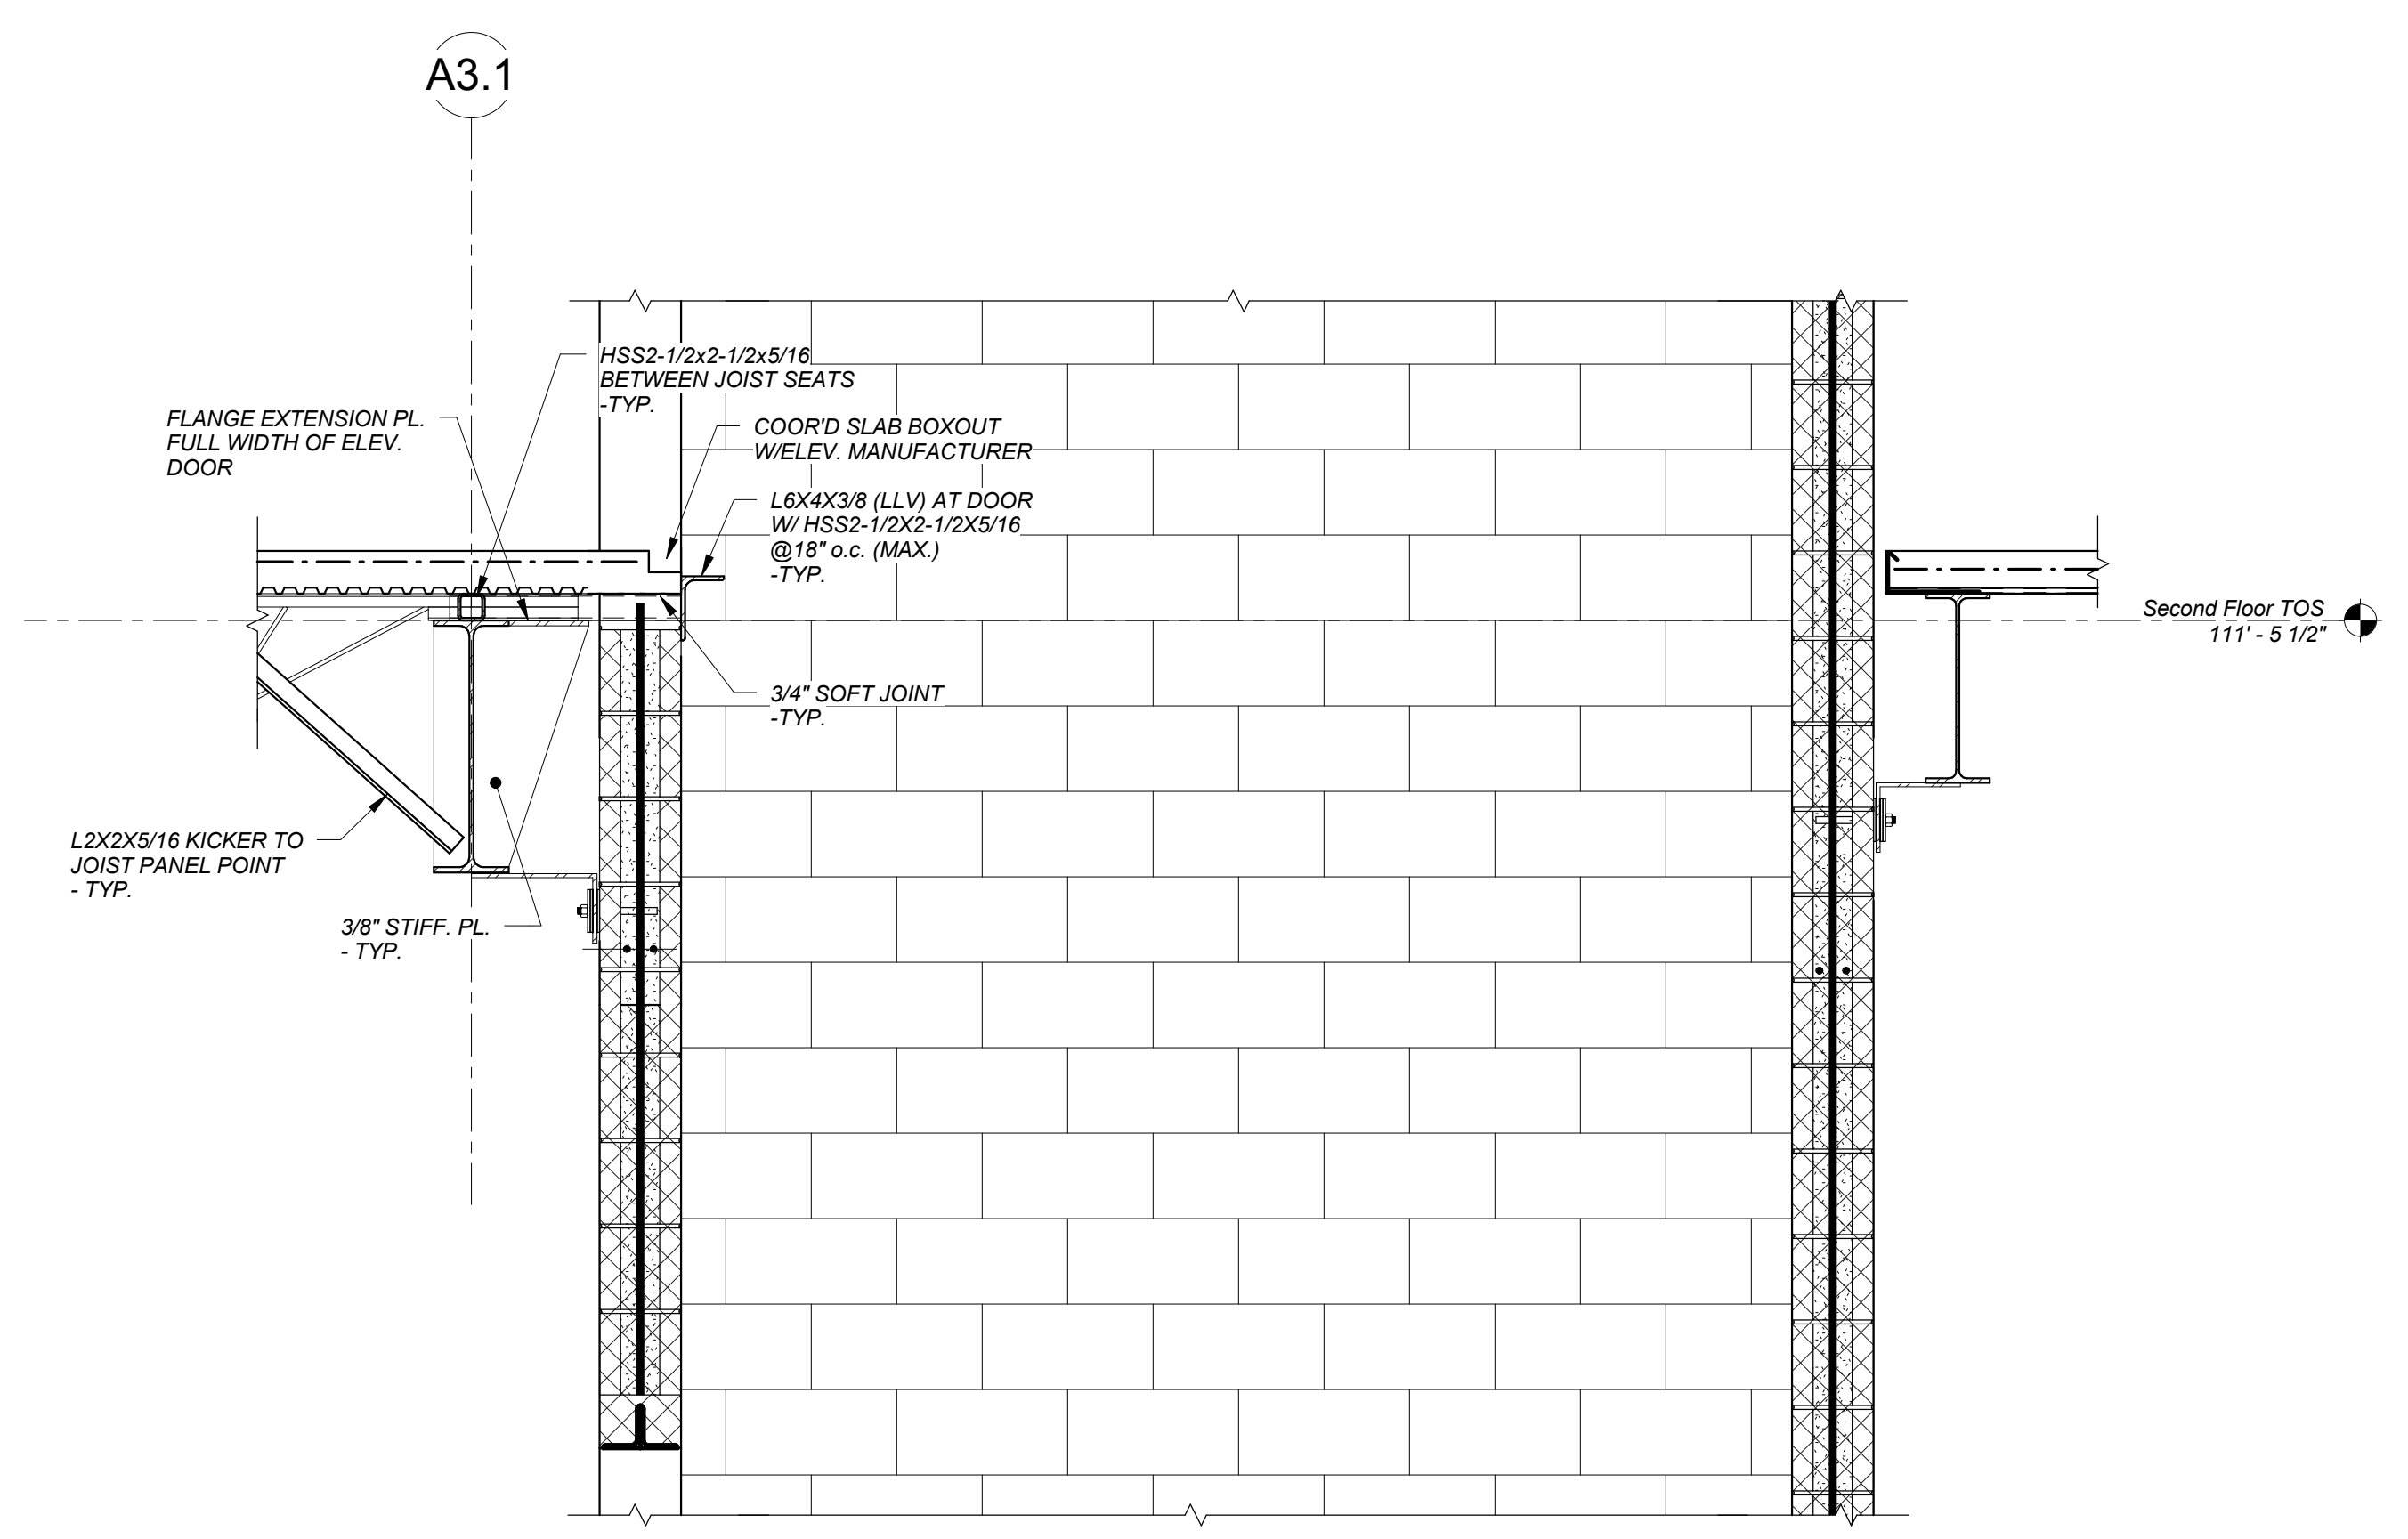 A3.1
HSS2-1/2x2-1/2x5/16
BETWEEN JOIST SEATS
-TYP.
FLANGE EXTENSION PL.
FULL WIDTH OF ELEV.
DOOR
COOR'D SLAB BOXOUT
W/ELEV. MANUFACTURER
L6X4X3/8 (LLV) AT DOOR
W/ HSS2-1/2X2-1/2X5/16
@18" o.c. (MAX.)
-TYP.
Second Floor TOS
111' - 5 1/2"
3/4" SOFT JOINT
-TYP.
L2X2X5/16 KICKER TO
JOIST PANEL POINT
- TYP.
3/8" STIFF. PL.
- TYP.